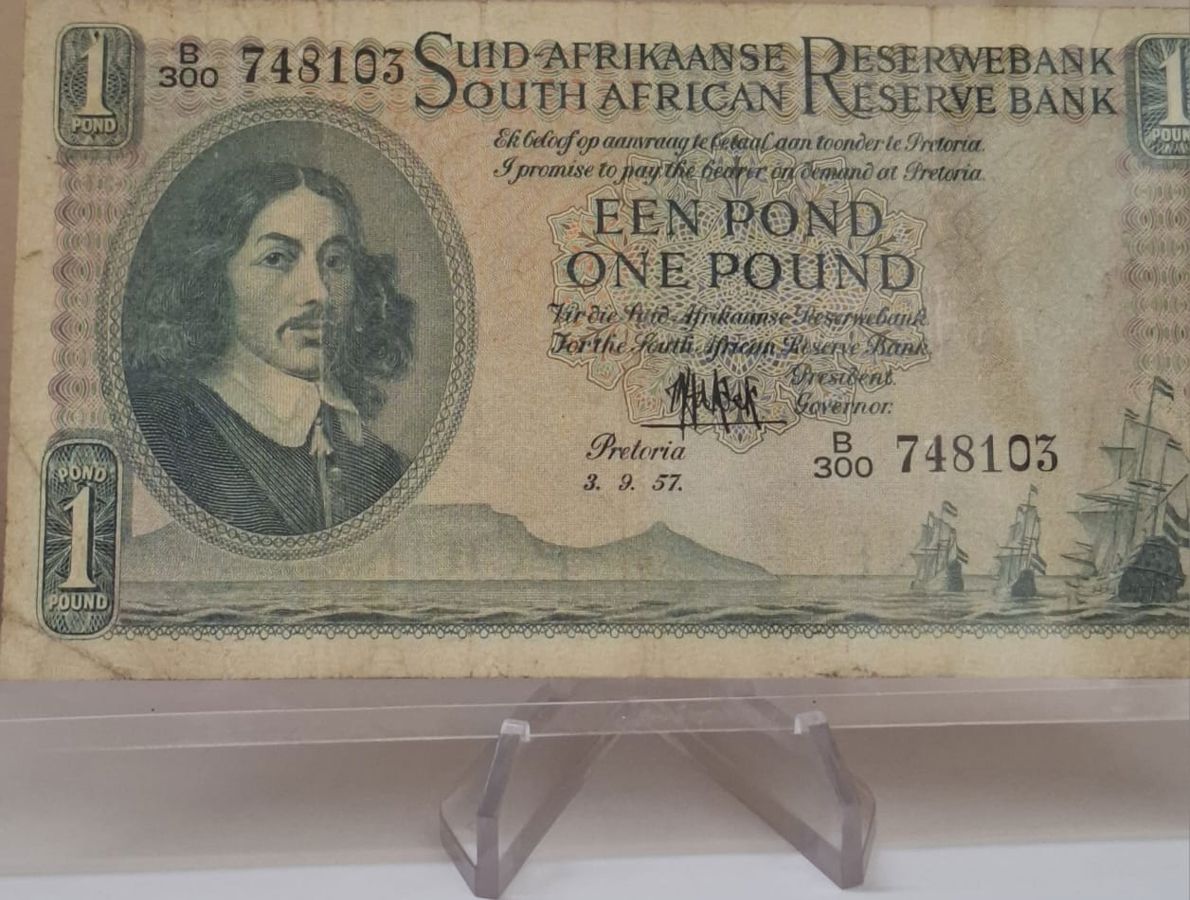 1
POND
B
300 748103
SUID-AFRIKAANSE RESERWEBANK
SOUTH AFRICAN RESERVE BANK
1
POUND
Ek beloof op aanvraag te betaal aan toonder te Pretoria.
I promise to pay the bearer on demand at Pretoria.
EEN POND
ONE POUND
Vir die Suid-Afrikaanse Reserwebank
For the South African Reserve Bank
President
Governor.
Pretoria
3. 9. 57.
B
300 748103
POND
1
POUND